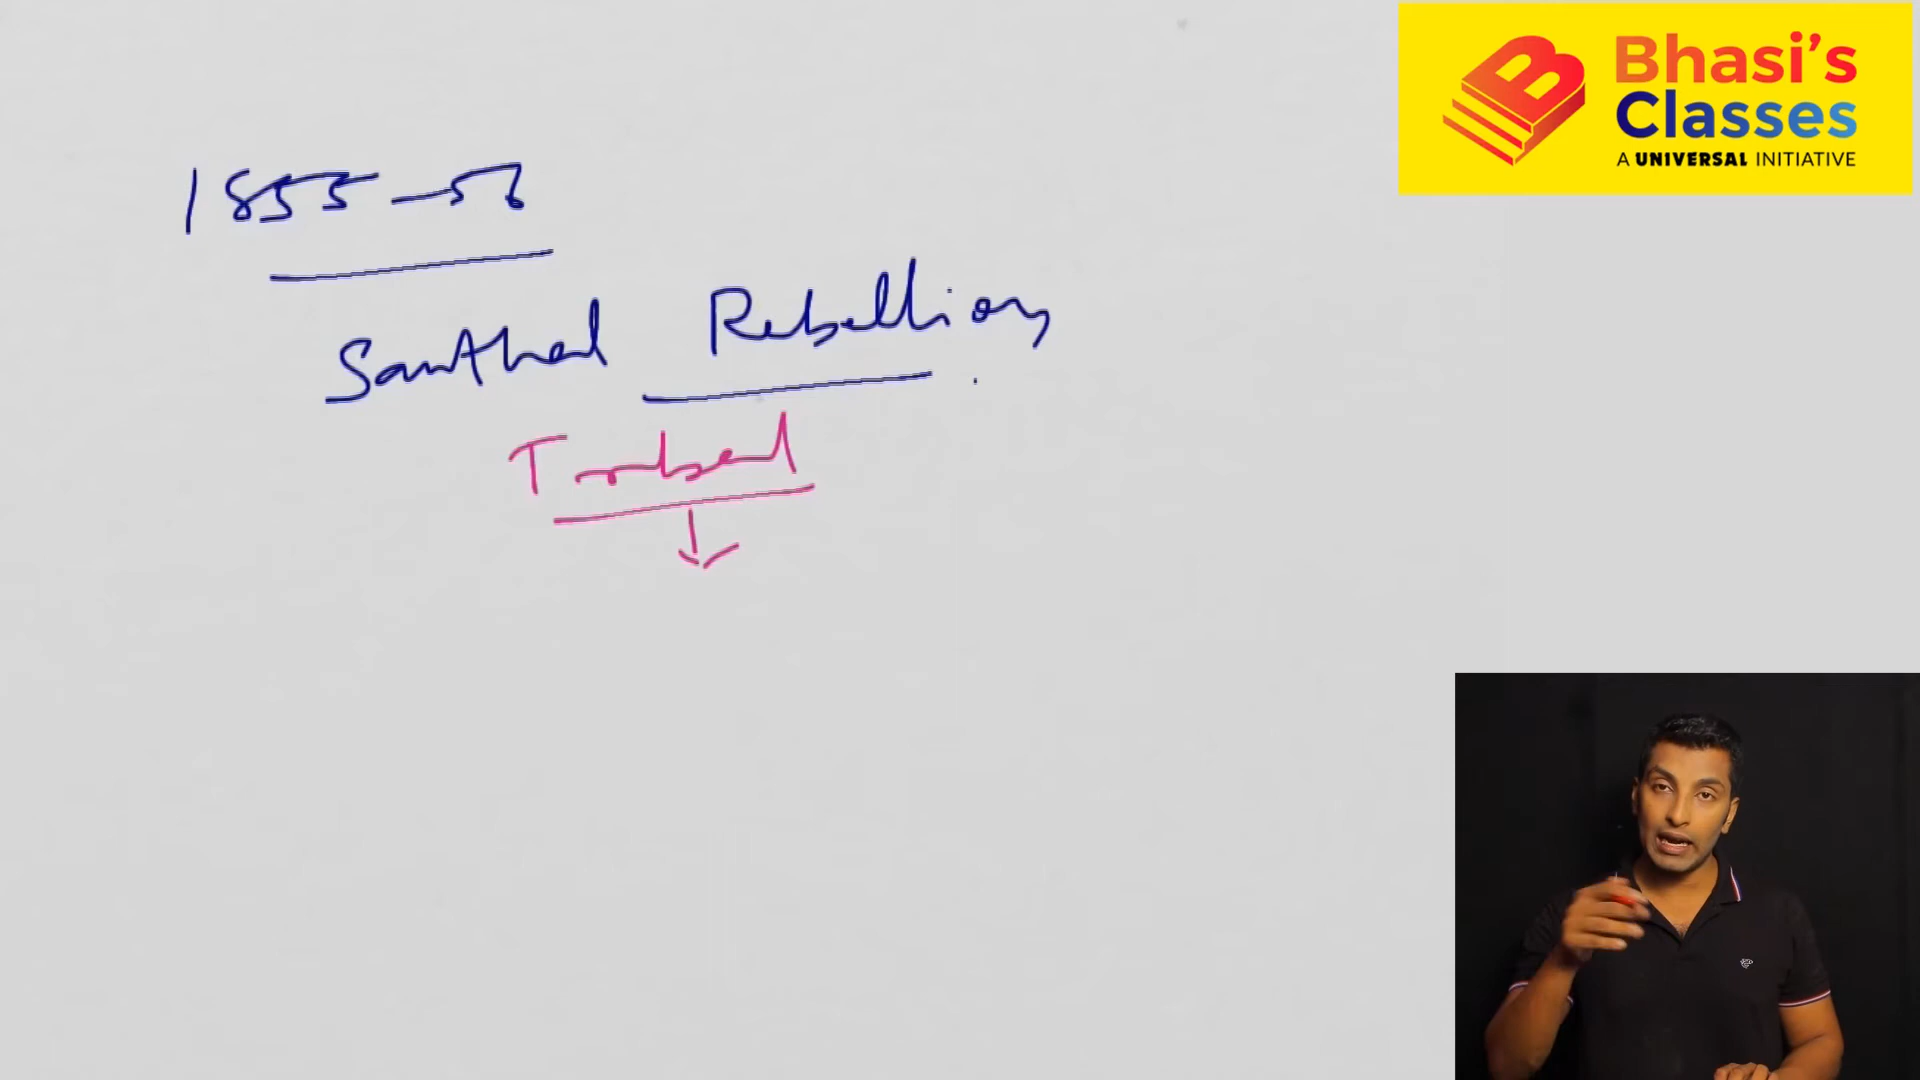 1855-56
Santhal Rebellion
Tribal
Bhasi's
Classes
A UNIVERSAL INITIATIVE